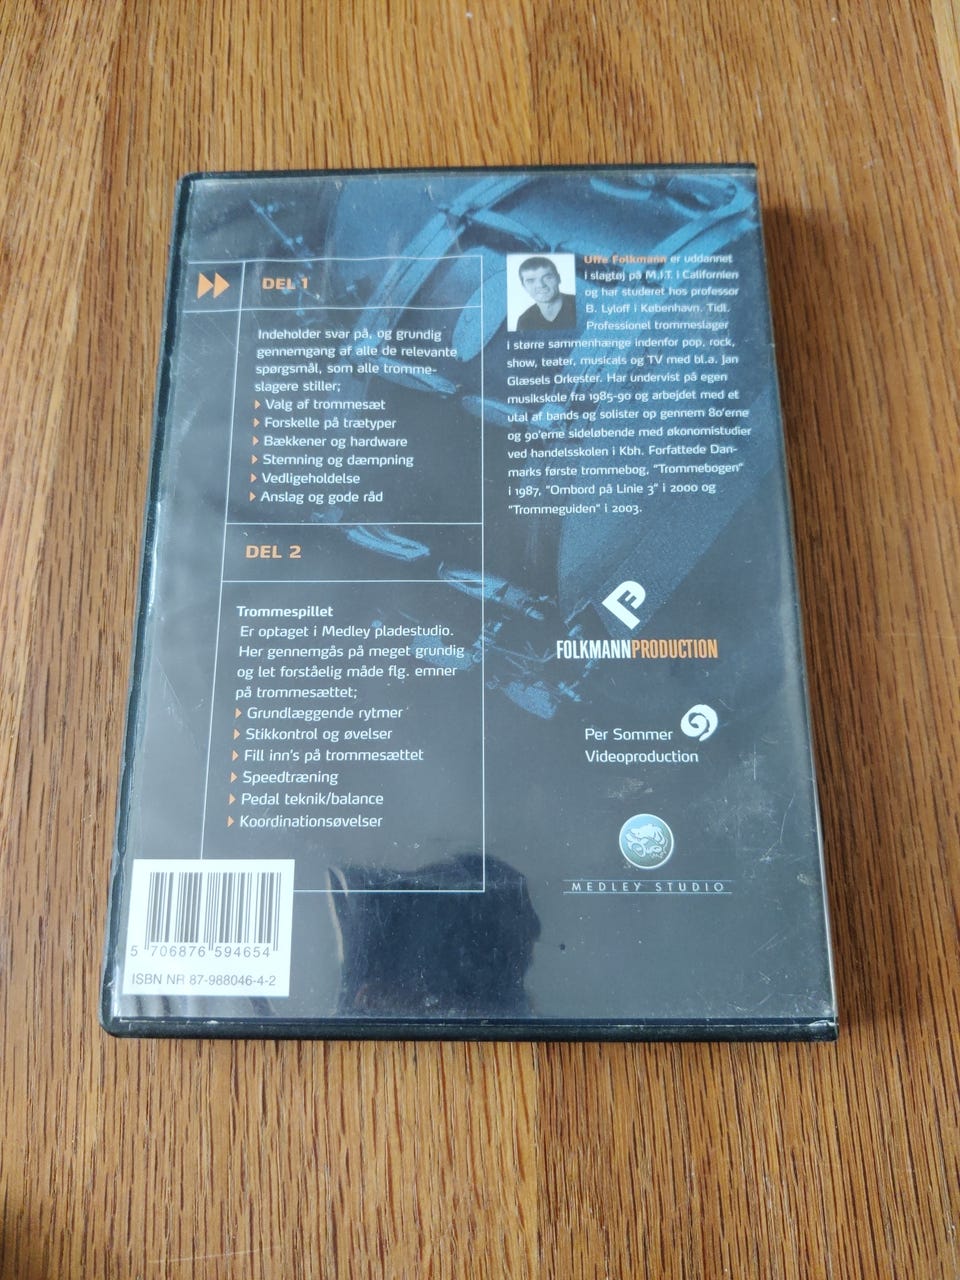 DEL 1
Indeholder svar på, og grundig
gennemgang af alle de relevante
spørgsmål, som alle tromme-
slagere stiller;
Valg af trommesæt
Forskelle på trætyper
Bækkener og hardware
Stemning og dæmpning
Vedligeholdelse
Anslag og gode råd
DEL 2
Trommespillet
Er optaget i Medley pladestudio.
Her gennemgås på meget grundig
og let forståelig måde flg. emner
på trommesættet;
Grundlæggende rytmer
Stikkontrol og øvelser
Fill inn's på trommesættet
Speedtræning
Pedal teknik/balance
Koordinationsøvelser
5 706876 594654
ISBN NR 87-988046-4-2
Uffe Folkmann er uddannet
i slagtøj på M.I.T. i Californien
og har studeret hos professor
B. Lyloff i København. Tidl.
Professionel trommeslager
i større sammenhænge indenfor pop, rock,
show, teater, musicals og TV med bl.a. Jan
Glæsels Orkester. Har undervist på egen
musikskole fra 1985-90 og arbejdet med et
utal af bands og solister op gennem 80'erne
og 90'erne sideløbende med økonomistudier
ved handelsskolen i Kbh. Forfattede Dan-
marks første trommebog, "Trommebogen"
i 1987, "Ombord på Linie 3" i 2000 og
"Trommeguiden" i 2003.
FOLKMANNPRODUCTION
Per Sommer
Videoproduction
MEDLEY STUDIO